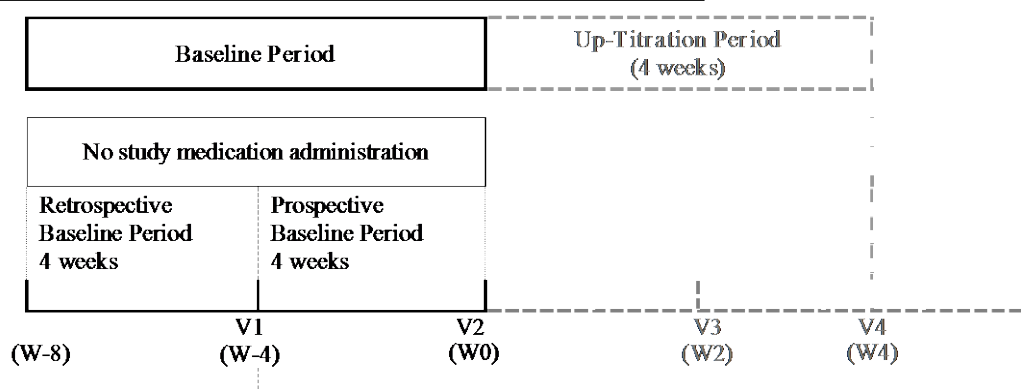 Baseline Period
Up-Titration Period
(4 weeks)
No study medication administration
Retrospective
Baseline Period
4 weeks
Prospective
Baseline Period
4 weeks
V1
V2
V3
V4
(W-8)
(W-4)
(W0)
(W2)
(W4)